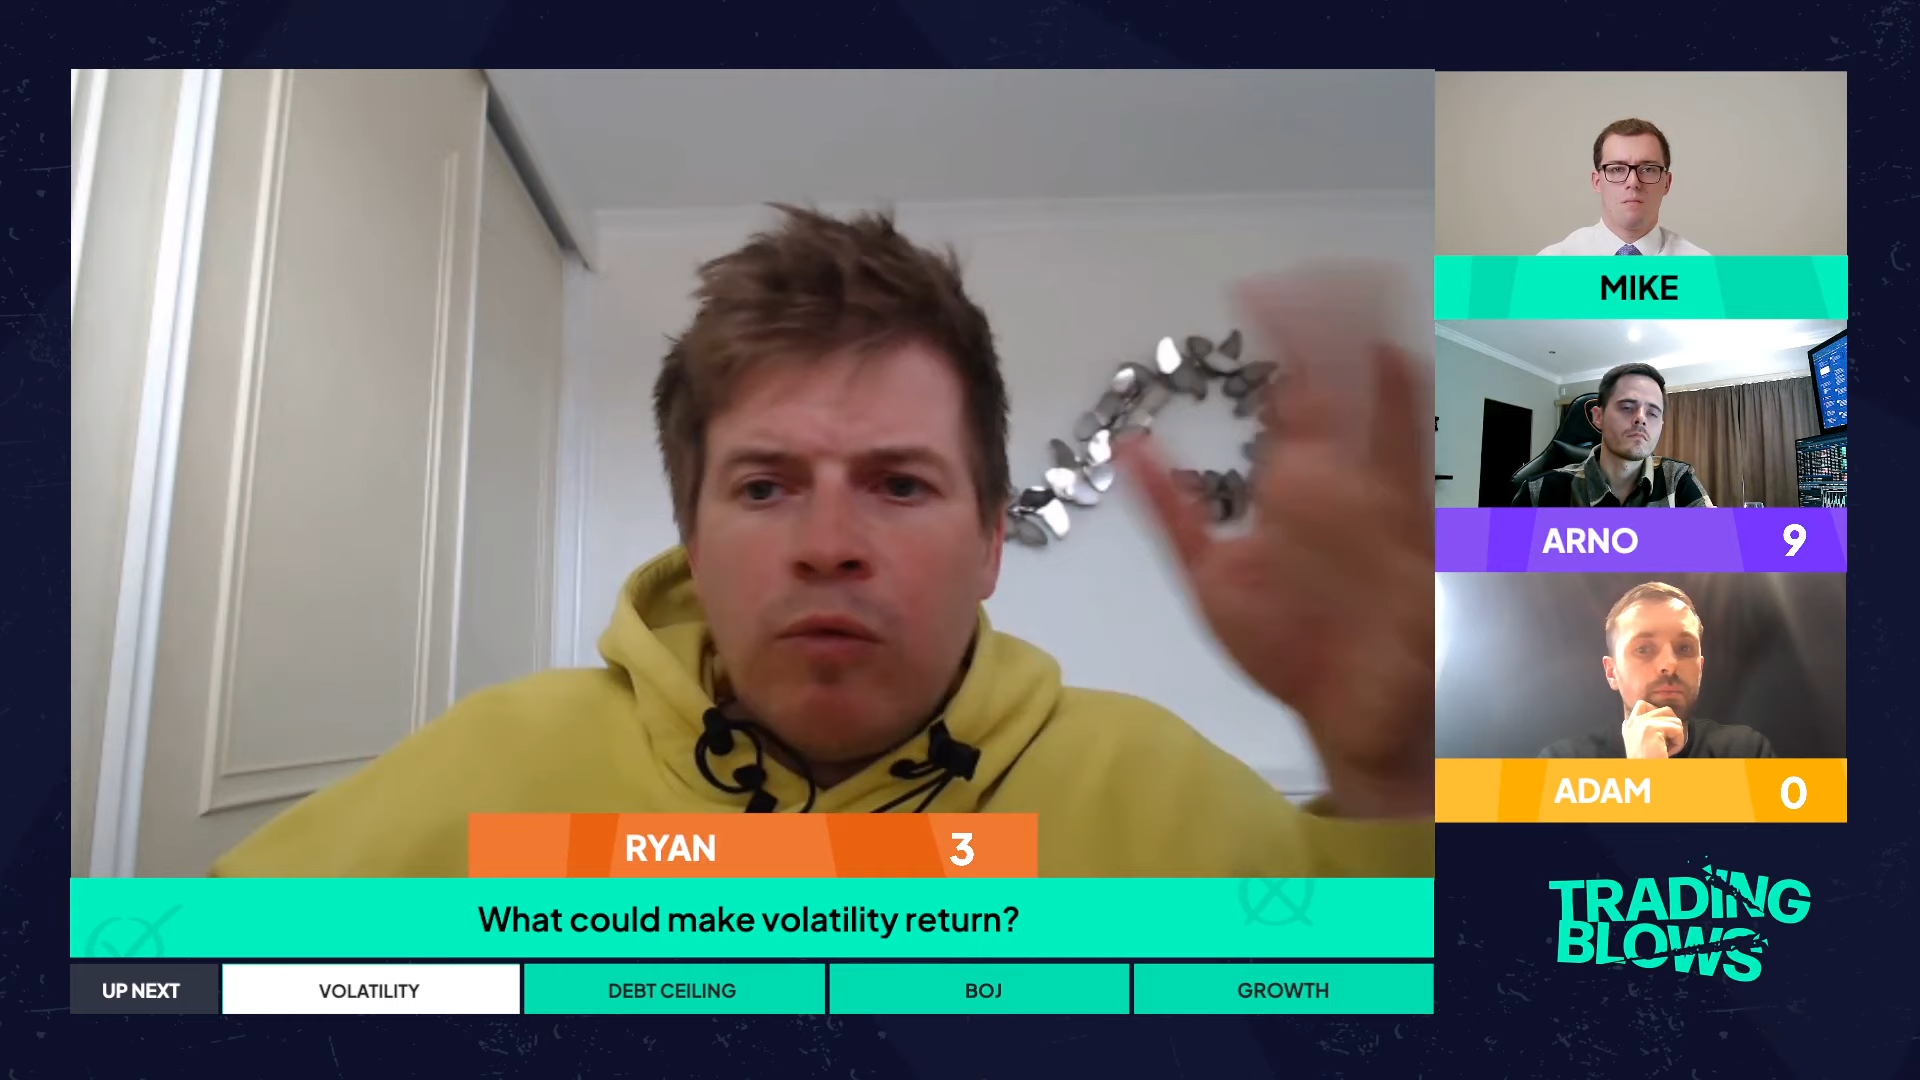 MIKE
ARNO 9
ADAM 0
RYAN 3
What could make volatility return?
UP NEXT
VOLATILITY
DEBT CEILING
BOJ
GROWTH
TRADING
BLOWS